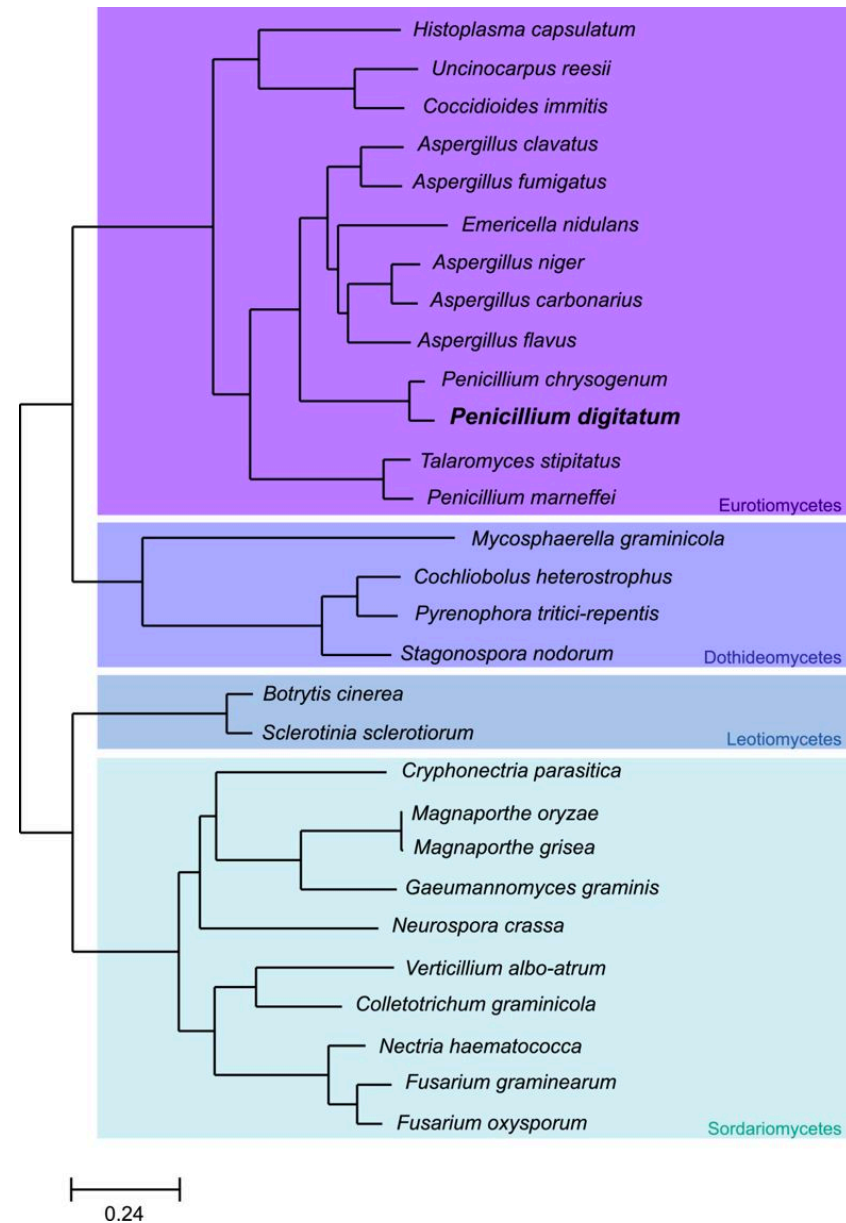 Histoplasma capsulatum
Uncinocarpus reesii
Coccidioides immitis
Aspergillus clavatus
Aspergillus fumigatus
Emericella nidulans
Aspergillus niger
Aspergillus carbonarius
Aspergillus flavus
Penicillium chrysogenum
Penicillium digitatum
Talaromyces stipitatus
Penicillium marneffei
Eurotiomycetes
Mycosphaerella graminicola
Cochliobolus heterostrophus
Pyrenophora tritici-repentis
Stagonospora nodorum
Dothideomycetes
Botrytis cinerea
Sclerotinia sclerotiorum
Leotiomycetes
Cryphonectria parasitica
Magnaporthe oryzae
Magnaporthe grisea
Gaeumannomyces graminis
Neurospora crassa
Verticillium albo-atrum
Colletotrichum graminicola
Nectria haematococca
Fusarium graminearum
Fusarium oxysporum
Sordariomycetes
0.24